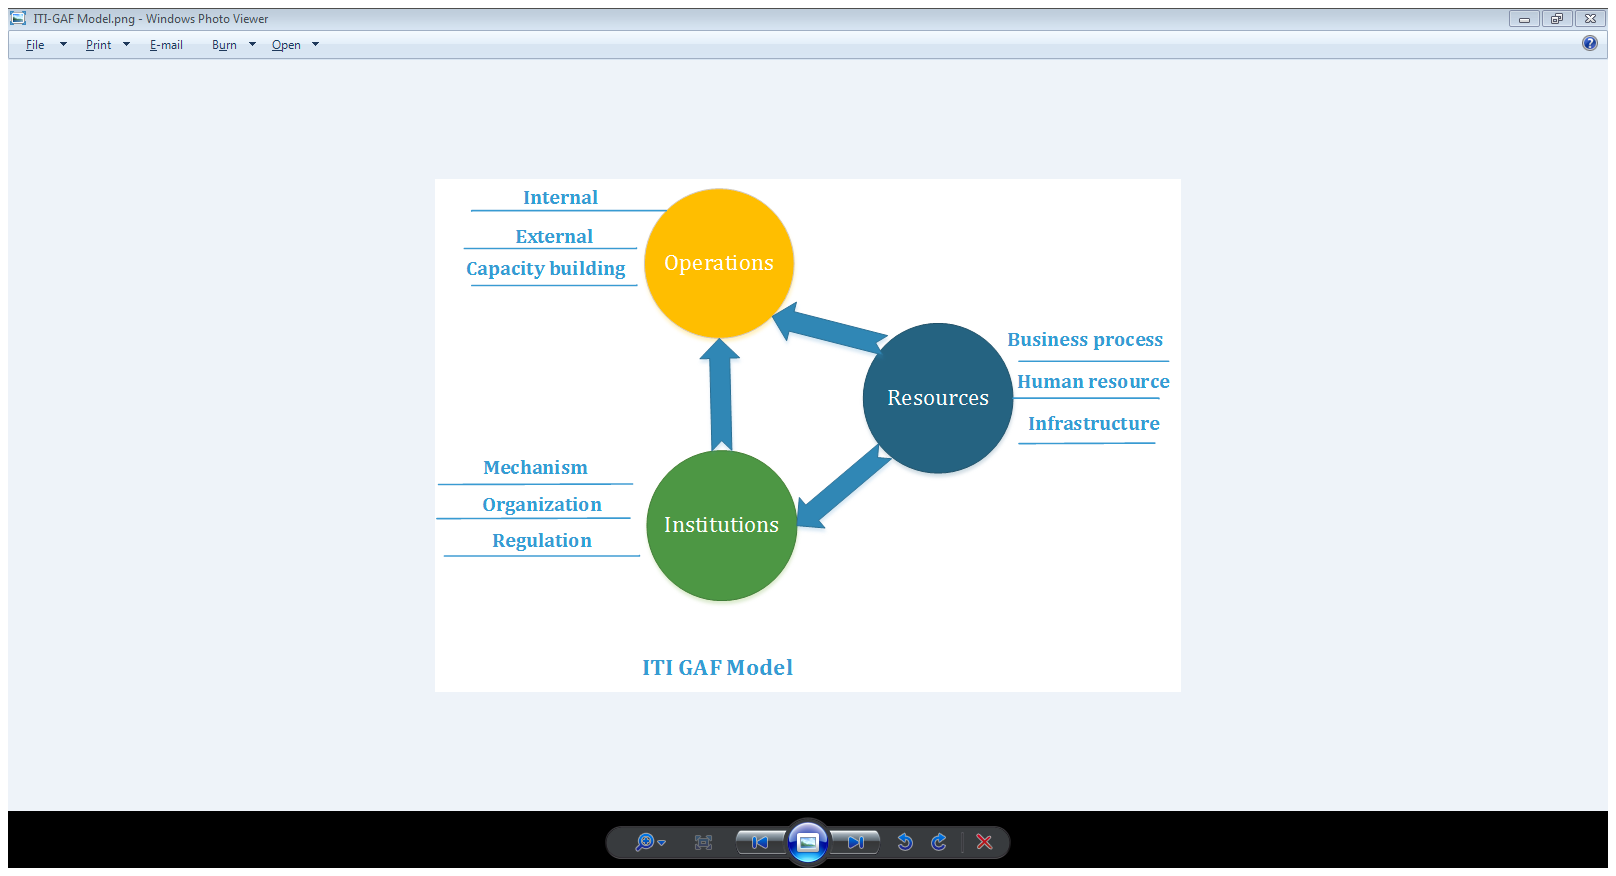 ITI-GAF Model.png - Windows Photo Viewer
File Print E-mail Burn Open
Internal
External
Capacity building
Operations
Business process
Human resource
Infrastructure
Resources
Mechanism
Organization
Regulation
Institutions
ITI GAF Model